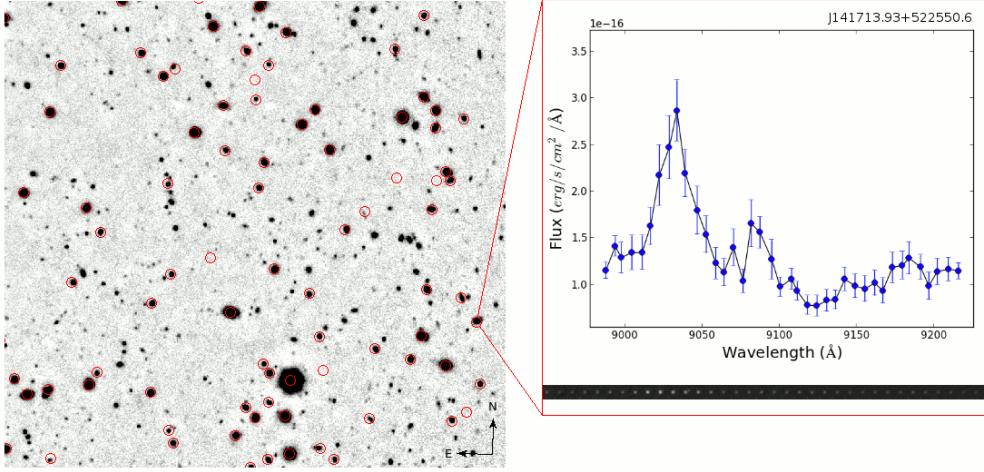 J141713.93+522550.6
1e−16
3.5
3.0
2.5
2.0
1.5
1.0
Flux (erg/s/cm² /Å)
9000 9050 9100 9150 9200
Wavelength (Å)
N
E